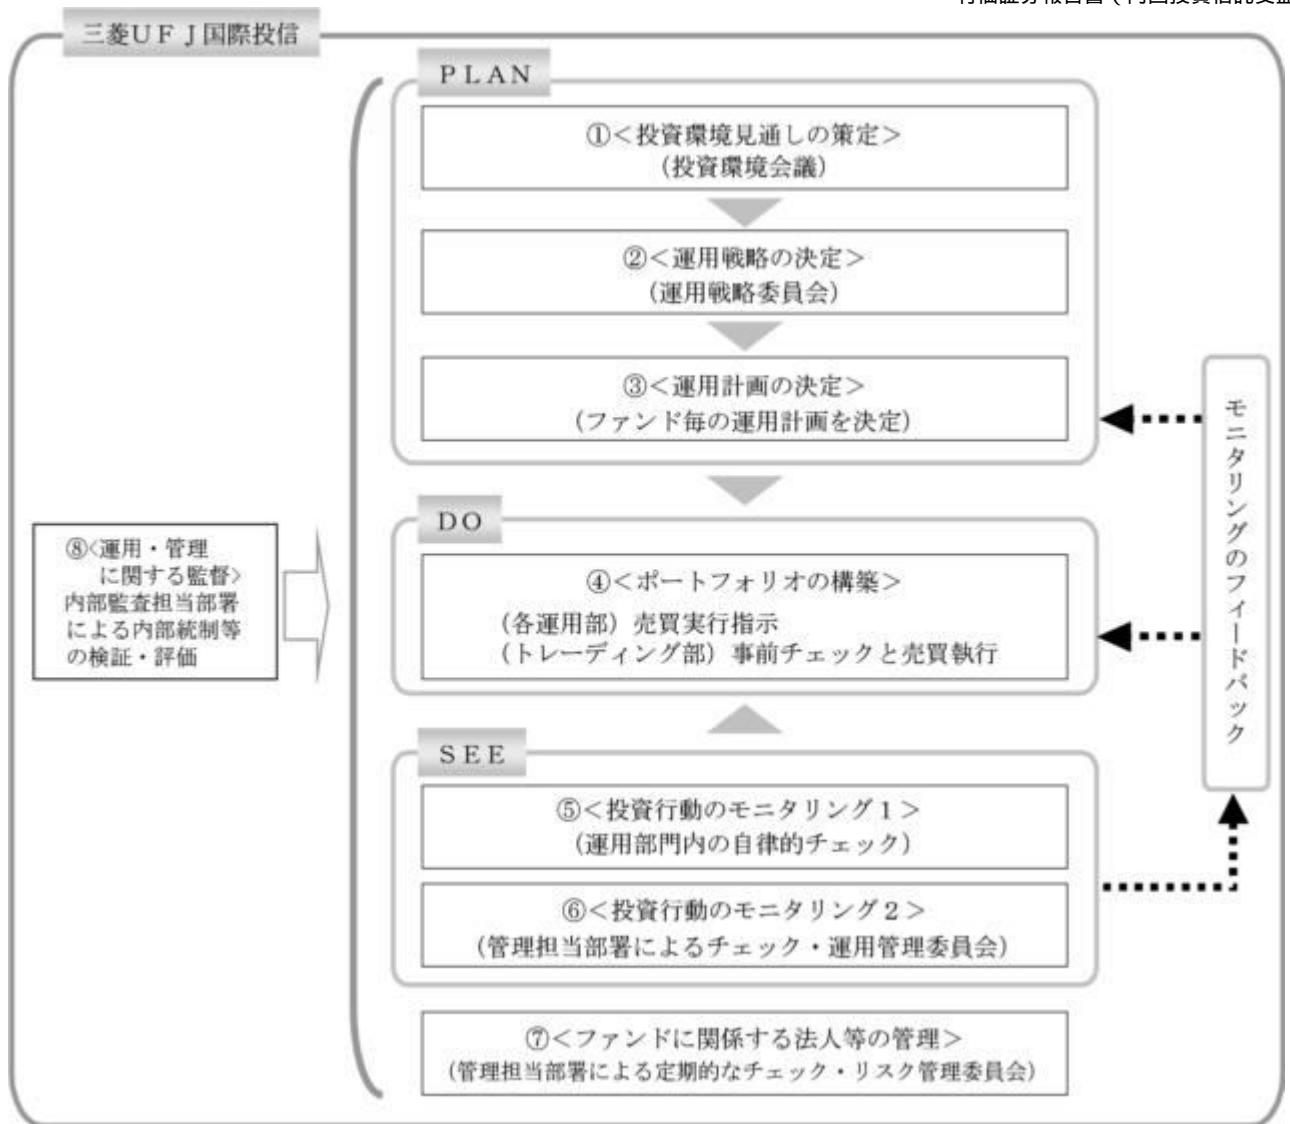 三菱ＵＦＪ国際投信
ＰＬＡＮ
①＜投資環境見通しの策定＞
（投資環境会議）
②＜運用戦略の決定＞
（運用戦略委員会）
③＜運用計画の決定＞
（ファンド毎の運用計画を決定）
ＤＯ
④＜ポートフォリオの構築＞
（各運用部）売買実行指示
（トレーディング部）事前チェックと売買執行
ＳＥＥ
⑤＜投資行動のモニタリング１＞
（運用部門内の自律的チェック）
⑥＜投資行動のモニタリング２＞
（管理担当部署によるチェック・運用管理委員会）
⑦＜ファンドに関係する法人等の管理＞
（管理担当部署による定期的なチェック・リスク管理委員会）
⑧＜運用・管理
に関する監督＞
内部監査担当部署
による内部統制等
の検証・評価
モニタリングのフィードバック